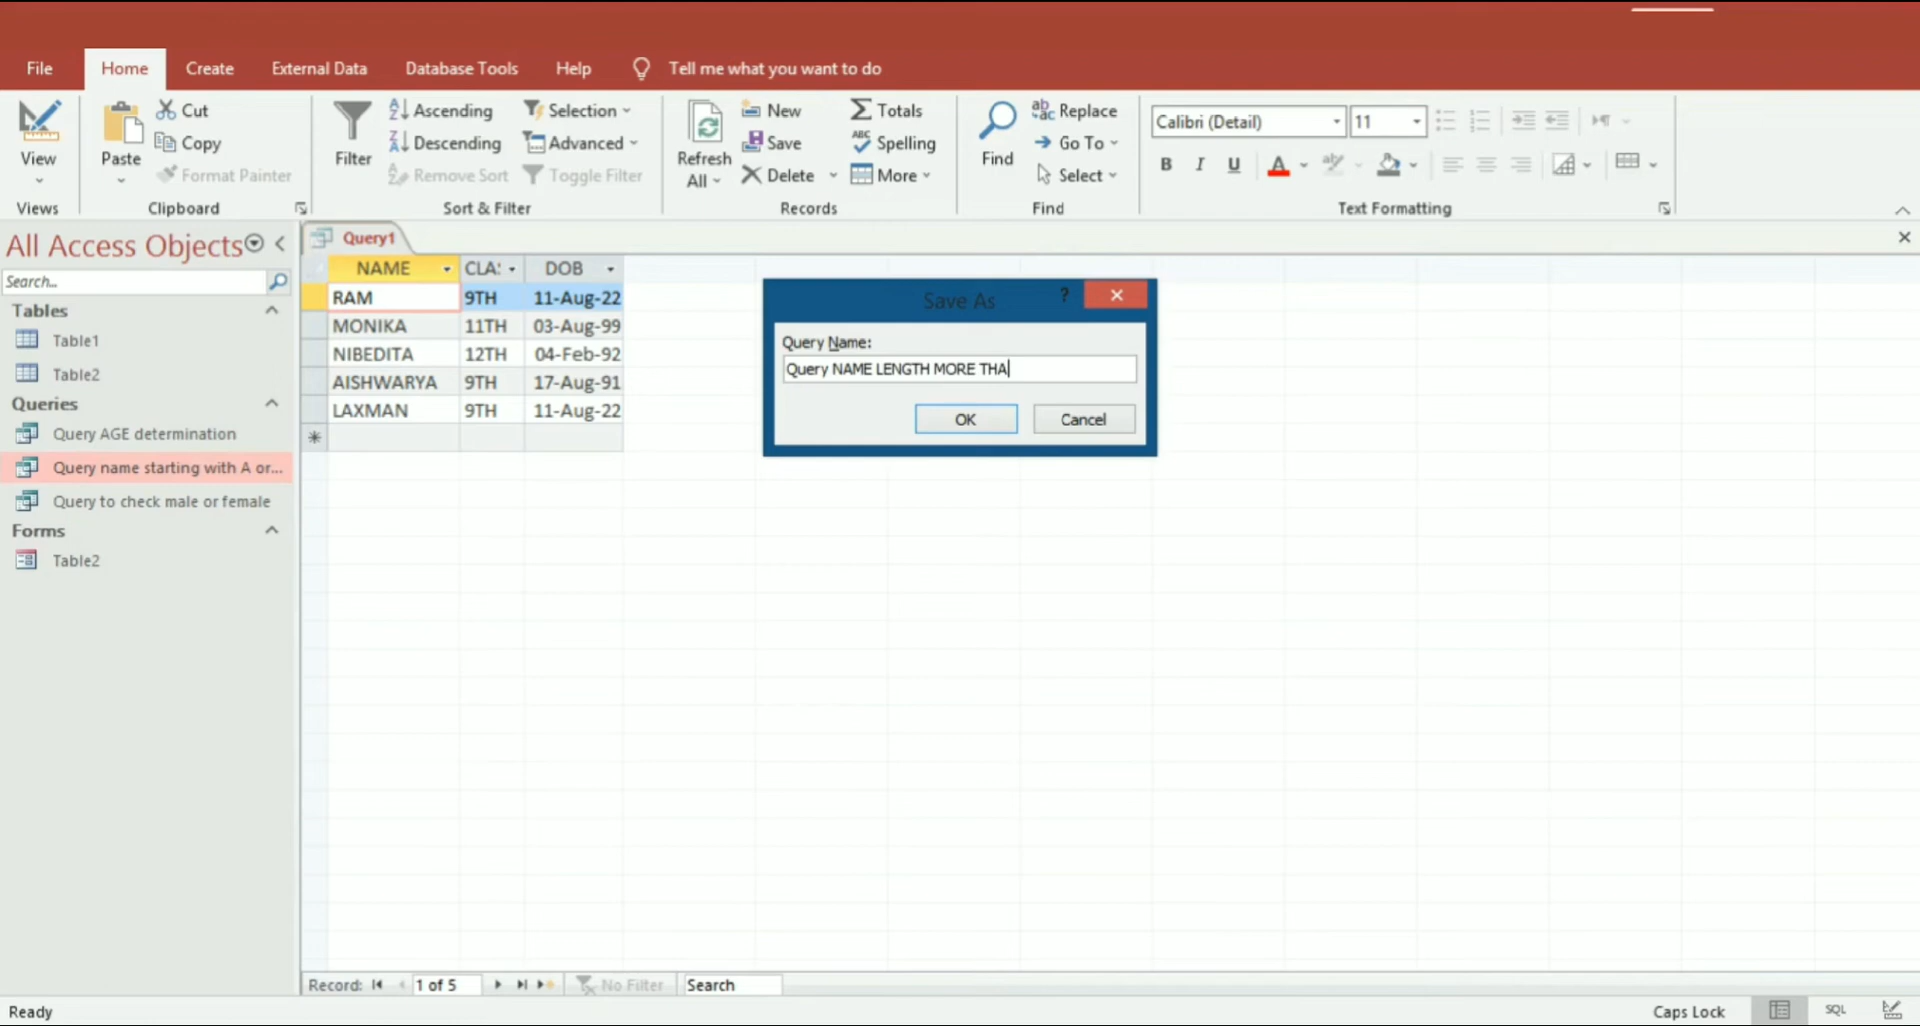 File Home Create External Data Database Tools Help Tell me what you want to do
View
Views
Paste
Cut
Copy
Format Painter
Clipboard
Filter
Ascending
Descending
Remove Sort
Selection
Advanced
Toggle Filter
Sort & Filter
Refresh All
New
Save
Delete
Totals
Spelling
More
Records
Find
Replace
Go To
Select
Find
Calibri (Detail) 11
B I U A
Text Formatting
All Access Objects
Search...
Tables
Table1
Table2
Queries
Query AGE determination
Query name starting with A or...
Query to check male or female
Forms
Table2
Query1
NAME CLA: DOB
RAM 9TH 11-Aug-22
MONIKA 11TH 03-Aug-99
NIBEDITA 12TH 04-Feb-92
AISHWARYA 9TH 17-Aug-91
LAXMAN 9TH 11-Aug-22
Save As ?
Query Name:
Query NAME LENGTH MORE THA
OK Cancel
Record: 1 of 5 No Filter Search
Ready Caps Lock SQL